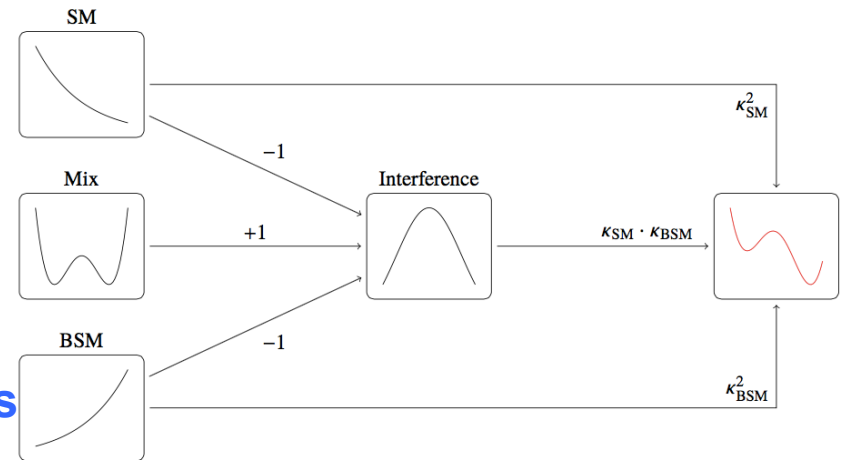 SM
κ²SM
−1
Mix
Interference
+1
κSM · κBSM
BSM
−1
κ²BSM
s